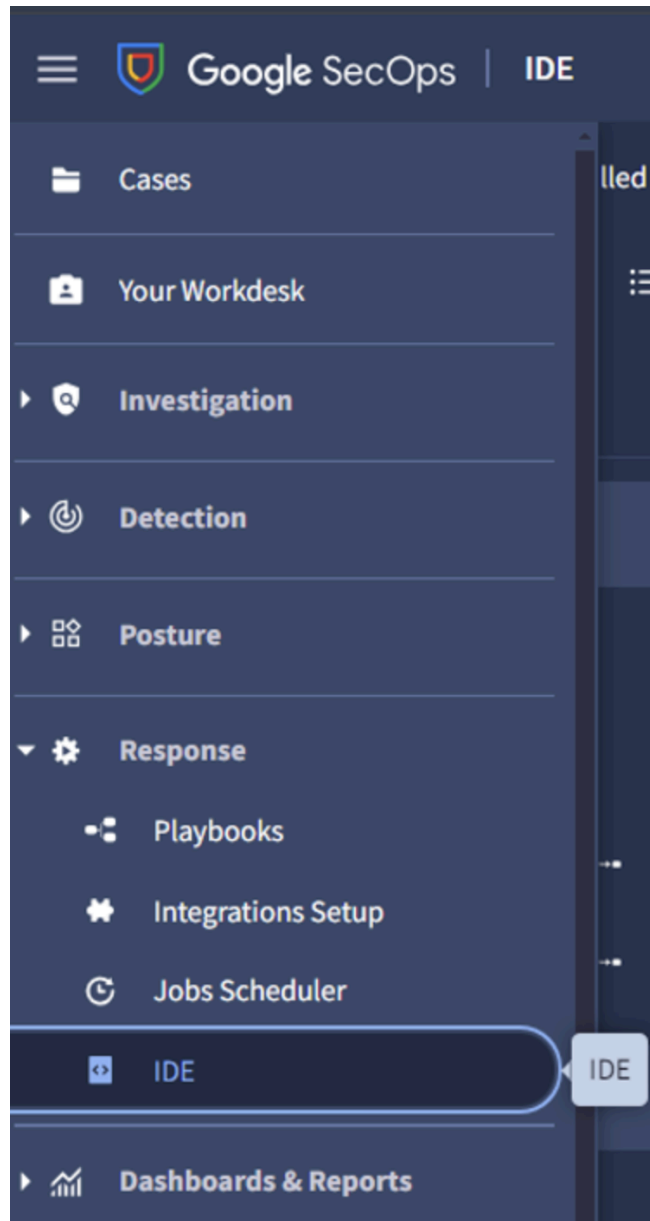 Google SecOps | IDE
Cases
lled
Your Workdesk
Investigation
Detection
Posture
Response
Playbooks
Integrations Setup
Jobs Scheduler
IDE
IDE
Dashboards & Reports